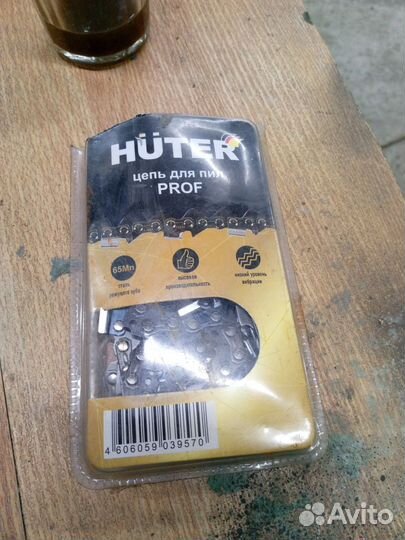 HÜTER
цепь для пил
PROF
65Mn
сталь
режущего зуба
высокая
производительность
низкий уровень
вибрации
4 606059 039570
Avito